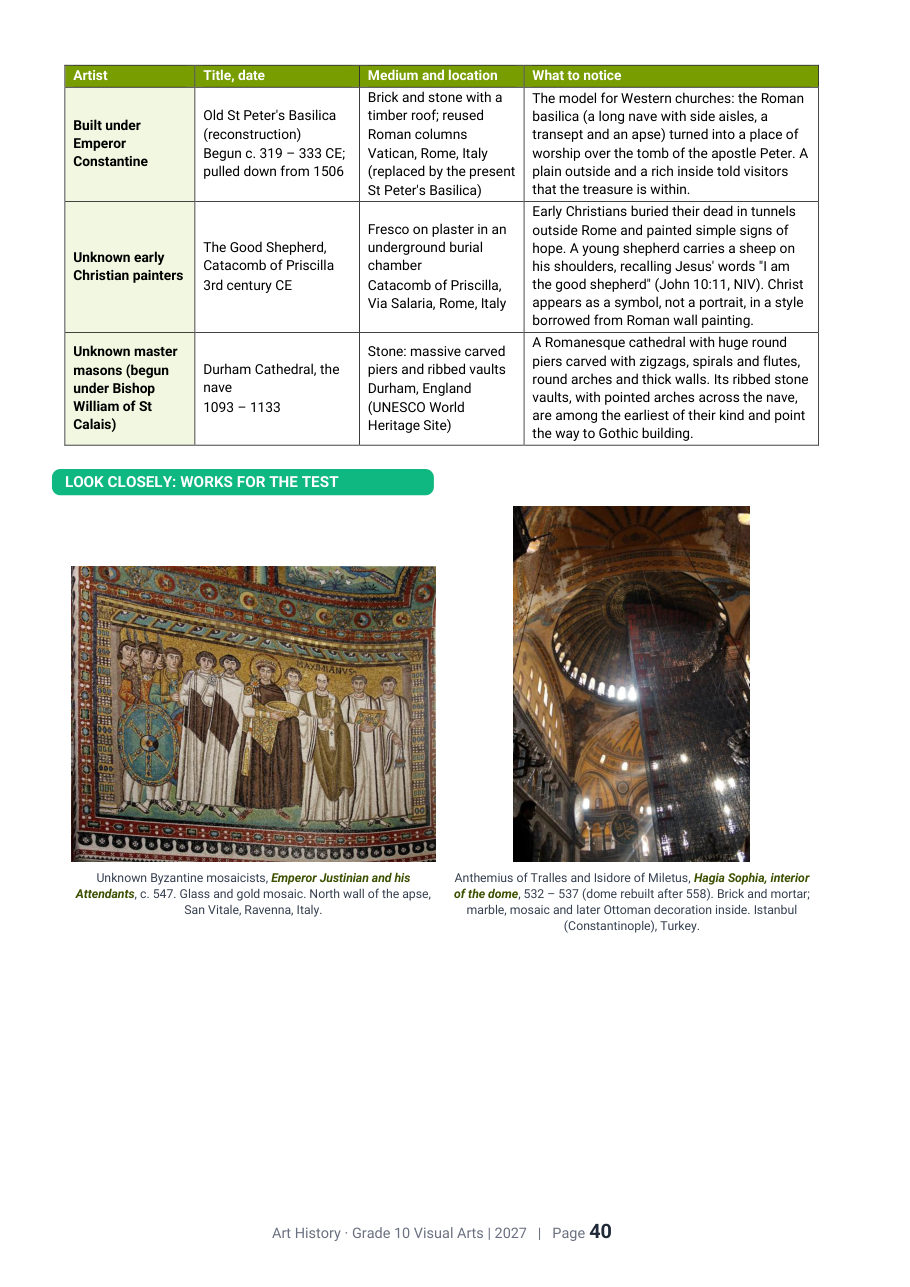 Artist
Title, date
Medium and location
What to notice
Built under
Emperor
Constantine
Old St Peter's Basilica
(reconstruction)
Begun c. 319 – 333 CE;
pulled down from 1506
Brick and stone with a
timber roof; reused
Roman columns
Vatican, Rome, Italy
(replaced by the present
St Peter's Basilica)
The model for Western churches: the Roman
basilica (a long nave with side aisles, a
transept and an apse) turned into a place of
worship over the tomb of the apostle Peter. A
plain outside and a rich inside told visitors
that the treasure is within.
Unknown early
Christian painters
The Good Shepherd,
Catacomb of Priscilla
3rd century CE
Fresco on plaster in an
underground burial
chamber
Catacomb of Priscilla,
Via Salaria, Rome, Italy
Early Christians buried their dead in tunnels
outside Rome and painted simple signs of
hope. A young shepherd carries a sheep on
his shoulders, recalling Jesus' words "I am
the good shepherd" (John 10:11, NIV). Christ
appears as a symbol, not a portrait, in a style
borrowed from Roman wall painting.
Unknown master
masons (begun
under Bishop
William of St
Calais)
Durham Cathedral, the
nave
1093 – 1133
Stone: massive carved
piers and ribbed vaults
Durham, England
(UNESCO World
Heritage Site)
A Romanesque cathedral with huge round
piers carved with zigzags, spirals and flutes,
round arches and thick walls. Its ribbed stone
vaults, with pointed arches across the nave,
are among the earliest of their kind and point
the way to Gothic building.
LOOK CLOSELY: WORKS FOR THE TEST
MAXIMIANVS
Unknown Byzantine mosaicists, Emperor Justinian and his
Attendants, c. 547. Glass and gold mosaic. North wall of the apse,
San Vitale, Ravenna, Italy.
Anthemius of Tralles and Isidore of Miletus, Hagia Sophia, interior
of the dome, 532 – 537 (dome rebuilt after 558). Brick and mortar;
marble, mosaic and later Ottoman decoration inside. Istanbul
(Constantinople), Turkey.
Art History · Grade 10 Visual Arts | 2027 | Page 40